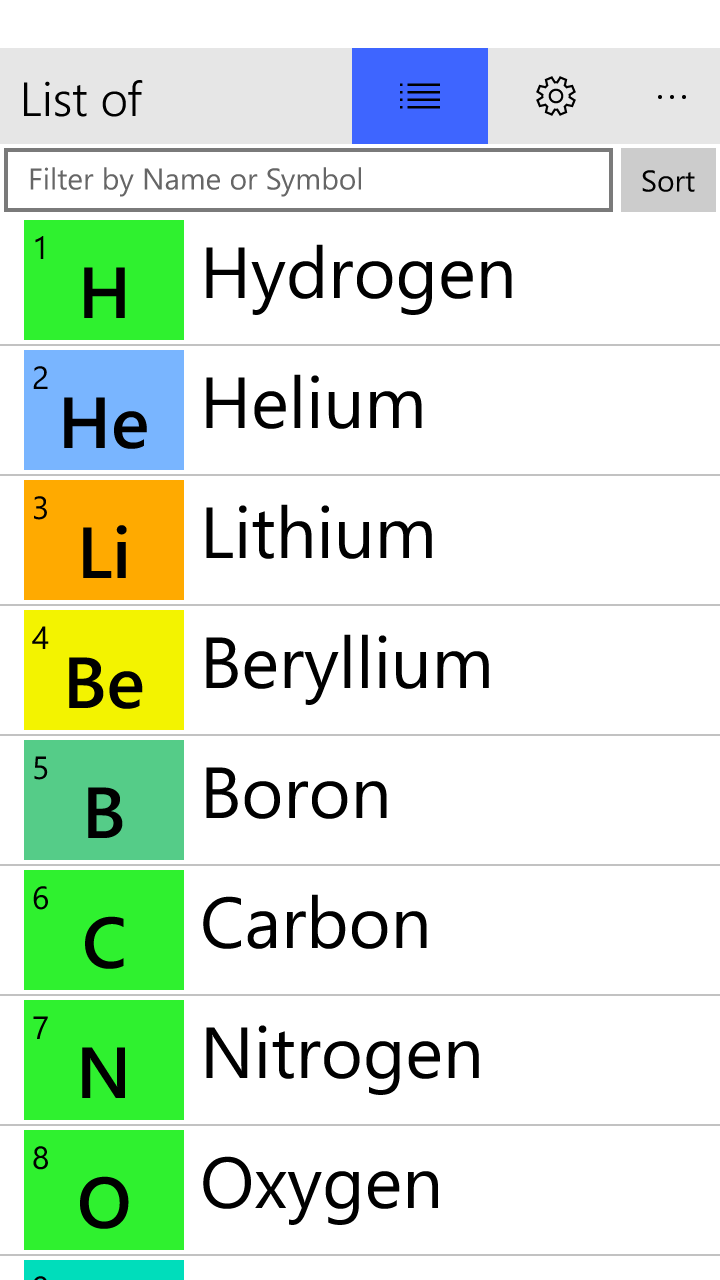 List of
Filter by Name or Symbol
Sort
1
H
Hydrogen
2
He
Helium
3
Li
Lithium
4
Be
Beryllium
5
B
Boron
6
C
Carbon
7
N
Nitrogen
8
O
Oxygen